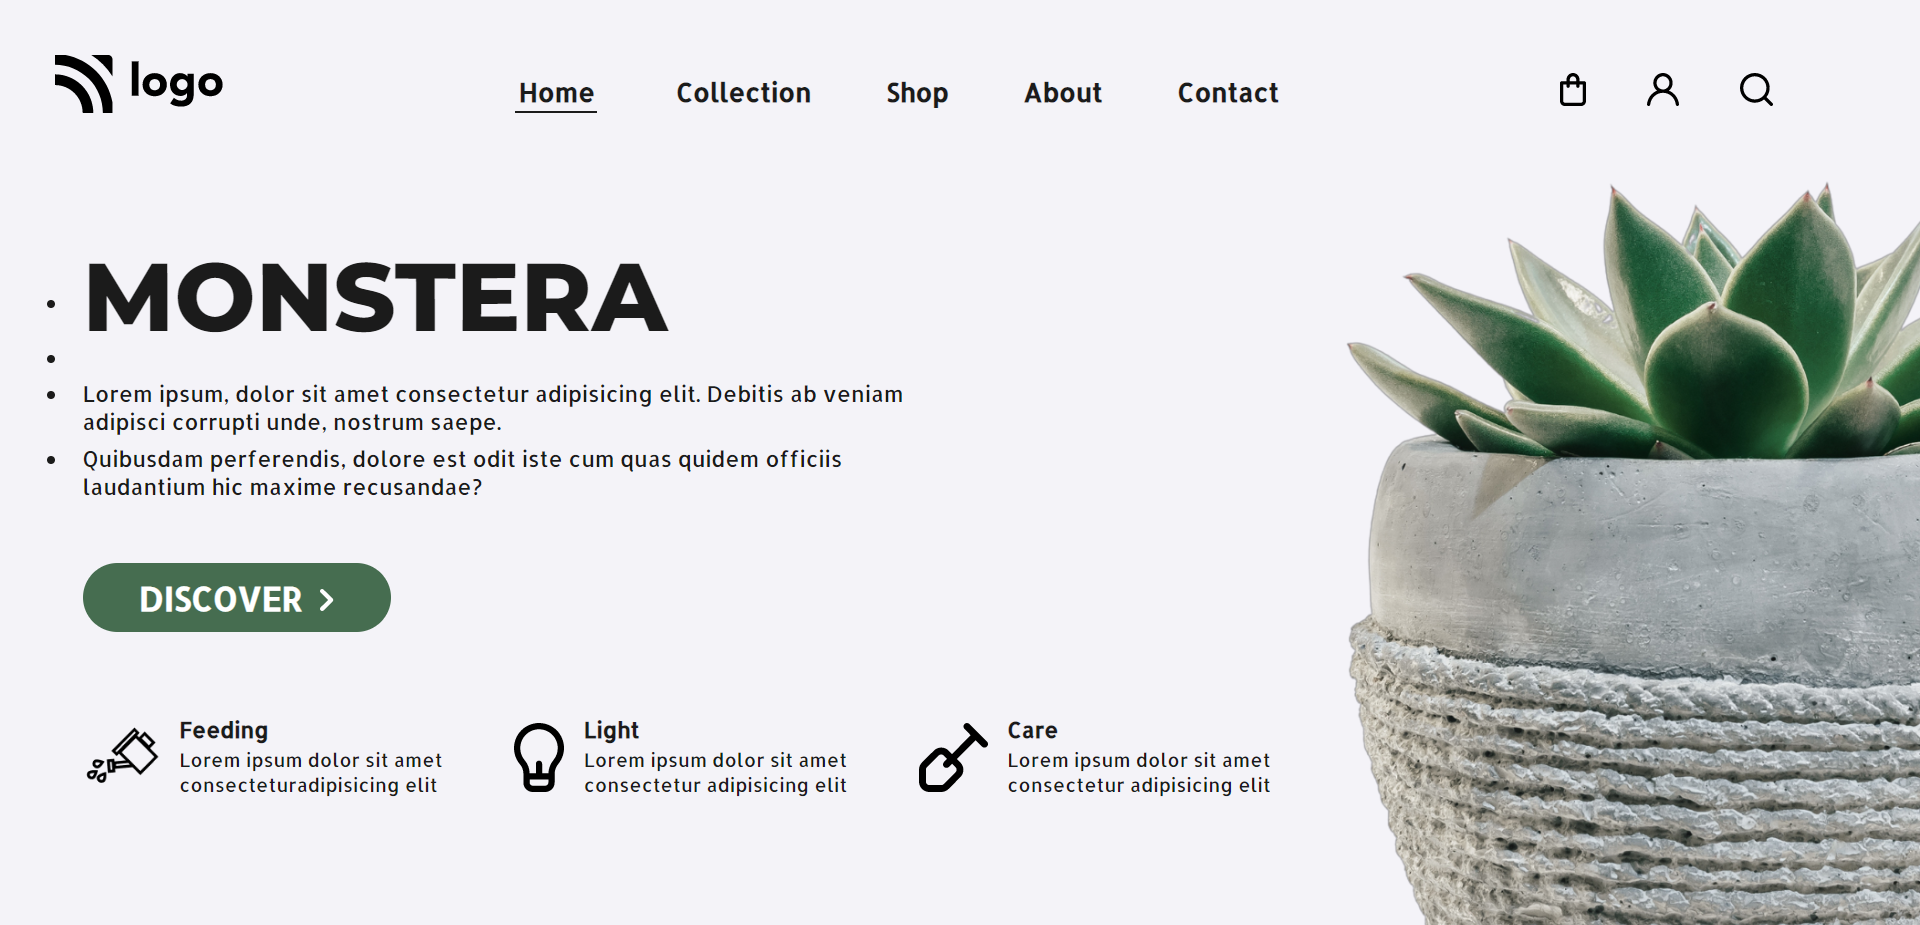 logo
Home Collection Shop About Contact
MONSTERA
Lorem ipsum, dolor sit amet consectetur adipisicing elit. Debitis ab veniam
adipisci corrupti unde, nostrum saepe.
Quibusdam perferendis, dolore est odit iste cum quas quidem officiis
laudantium hic maxime recusandae?
DISCOVER
Feeding
Lorem ipsum dolor sit amet
consecteturadipisicing elit
Light
Lorem ipsum dolor sit amet
consectetur adipisicing elit
Care
Lorem ipsum dolor sit amet
consectetur adipisicing elit